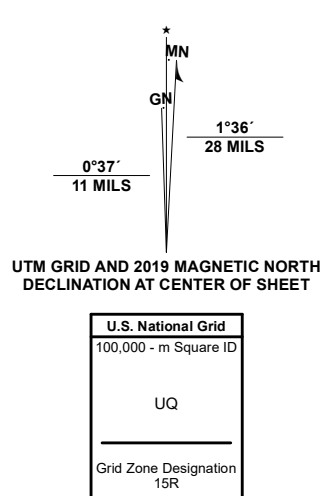 ★
MN
GN
1°36´
28 MILS
0°37´
11 MILS
UTM GRID AND 2019 MAGNETIC NORTH
DECLINATION AT CENTER OF SHEET
U.S. National Grid
100,000 - m Square ID
UQ
Grid Zone Designation
15R